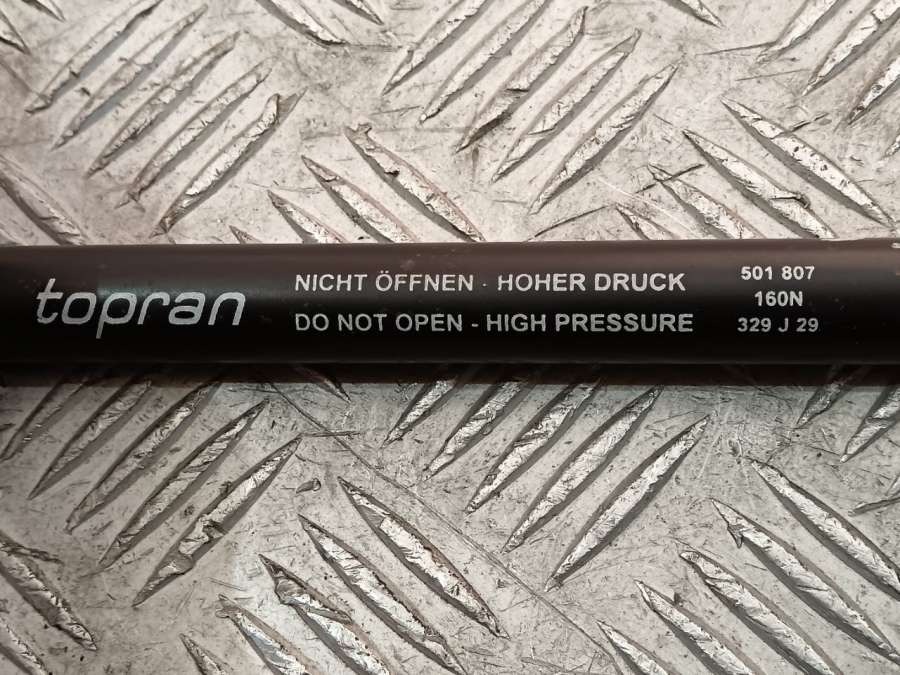 topran
NICHT ÖFFNEN - HOHER DRUCK
DO NOT OPEN - HIGH PRESSURE
501 807
160N
329 J 29